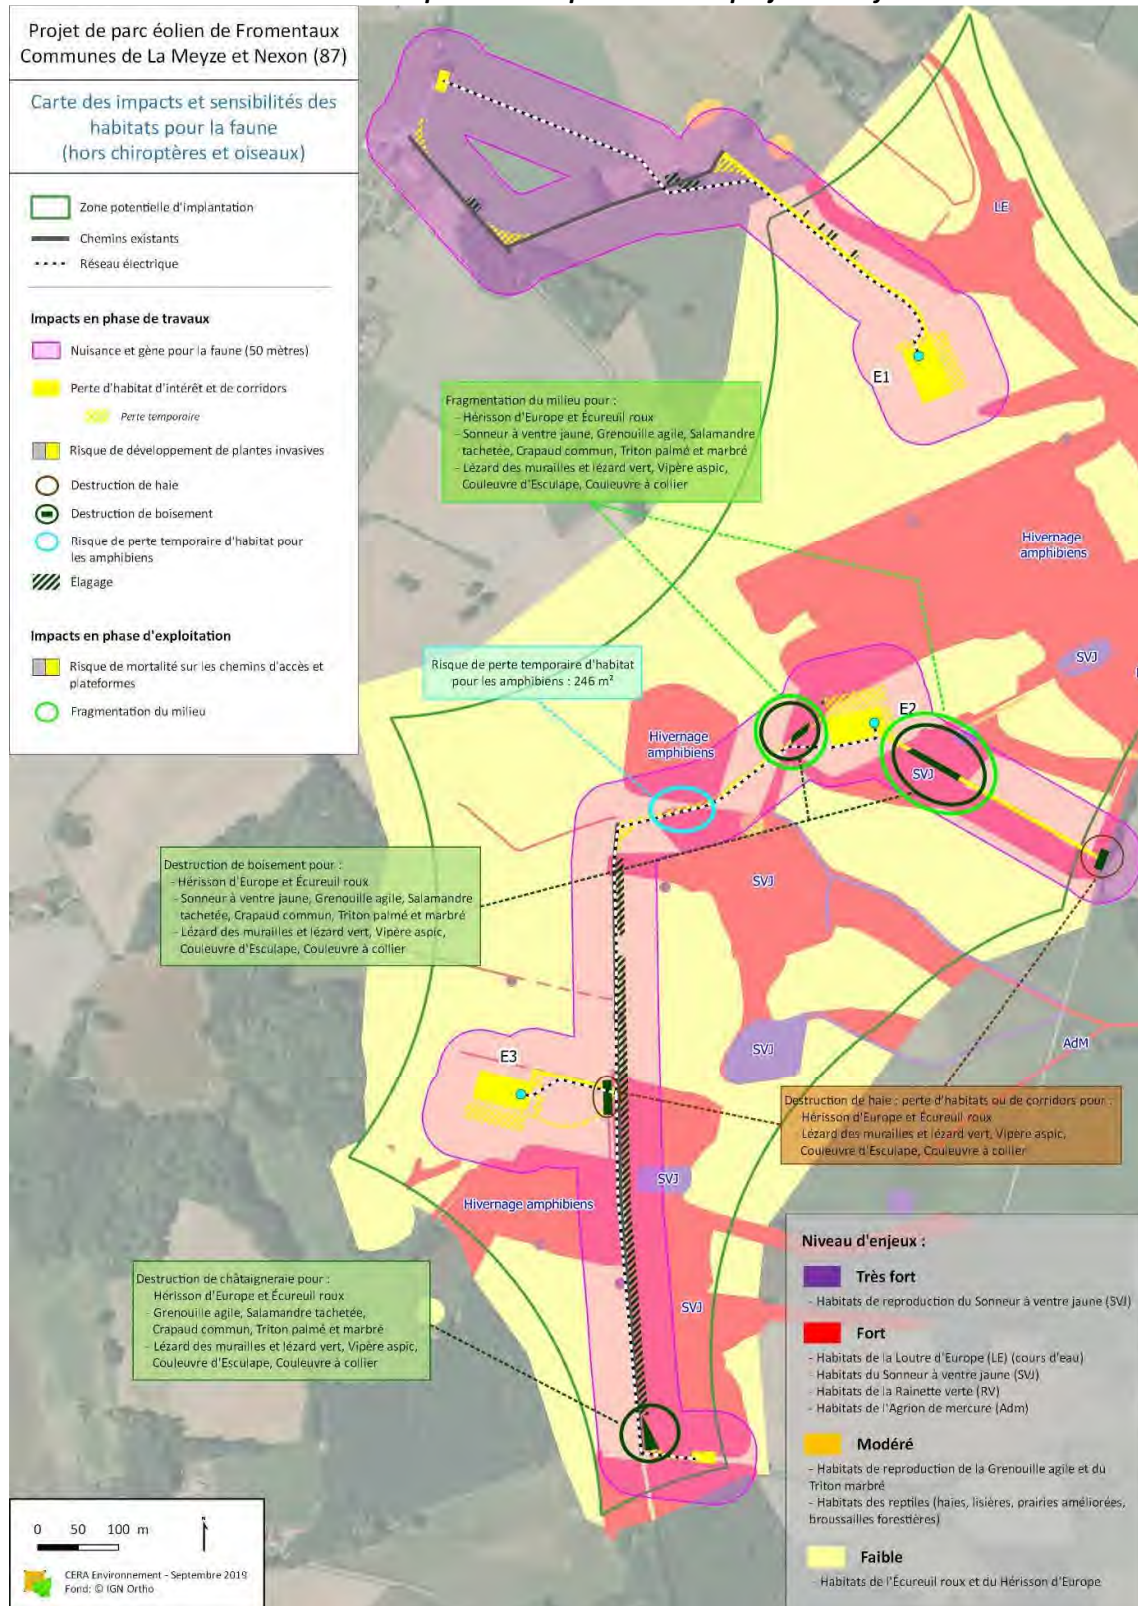 Projet de parc éolien de Fromentaux
Communes de La Meyze et Nexon (87)
Carte des impacts et sensibilités des
habitats pour la faune
(hors chiroptères et oiseaux)
Zone potentielle d'implantation
Chemins existants
Réseau électrique
Impacts en phase de travaux
Nuisance et gêne pour la faune (50 mètres)
Perte d'habitat d'intérêt et de corridors
Perte temporaire
Risque de développement de plantes invasives
Destruction de haie
Destruction de boisement
Risque de perte temporaire d'habitat pour
les amphibiens
Élagage
Impacts en phase d'exploitation
Risque de mortalité sur les chemins d'accès et
plateformes
Fragmentation du milieu
LE
E1
Fragmentation du milieu pour :
- Hérisson d'Europe et Écureuil roux
- Sonneur à ventre jaune, Grenouille agile, Salamandre
tachetée, Crapaud commun, Triton palmé et marbré
- Lézard des murailles et lézard vert, Vipère aspic,
Couleuvre d'Esculape, Couleuvre à collier
Hivernage
amphibiens
SVJ
Risque de perte temporaire d'habitat
pour les amphibiens : 246 m²
E2
Hivernage
amphibiens
SVJ
Destruction de boisement pour :
- Hérisson d'Europe et Écureuil roux
- Sonneur à ventre jaune, Grenouille agile, Salamandre
tachetée, Crapaud commun, Triton palmé et marbré
- Lézard des murailles et lézard vert, Vipère aspic,
Couleuvre d'Esculape, Couleuvre à collier
SVJ
SVJ
AdM
E3
Destruction de haie : perte d'habitats ou de corridors pour :
Hérisson d'Europe et Écureuil roux
- Lézard des murailles et lézard vert, Vipère aspic,
Couleuvre d'Esculape, Couleuvre à collier
SVJ
Hivernage amphibiens
Destruction de châtaigneraie pour :
Hérisson d'Europe et Écureuil roux
- Grenouille agile, Salamandre tachetée,
Crapaud commun, Triton palmé et marbré
- Lézard des murailles et lézard vert, Vipère aspic,
Couleuvre d'Esculape, Couleuvre à collier
SVJ
Niveau d'enjeux :
Très fort
- Habitats de reproduction du Sonneur à ventre jaune (SVJ)
Fort
- Habitats de la Loutre d'Europe (LE) (cours d'eau)
- Habitats du Sonneur à ventre jaune (SVJ)
- Habitats de la Rainette verte (RV)
- Habitats de l'Agrion de mercure (Adm)
Modéré
- Habitats de reproduction de la Grenouille agile et du
Triton marbré
- Habitats des reptiles (haies, lisières, prairies améliorées,
broussailles forestières)
Faible
- Habitats de l'Écureuil roux et du Hérisson d'Europe
0 50 100 m
N
CERA Environnement - Septembre 2019
Fond: © IGN Ortho